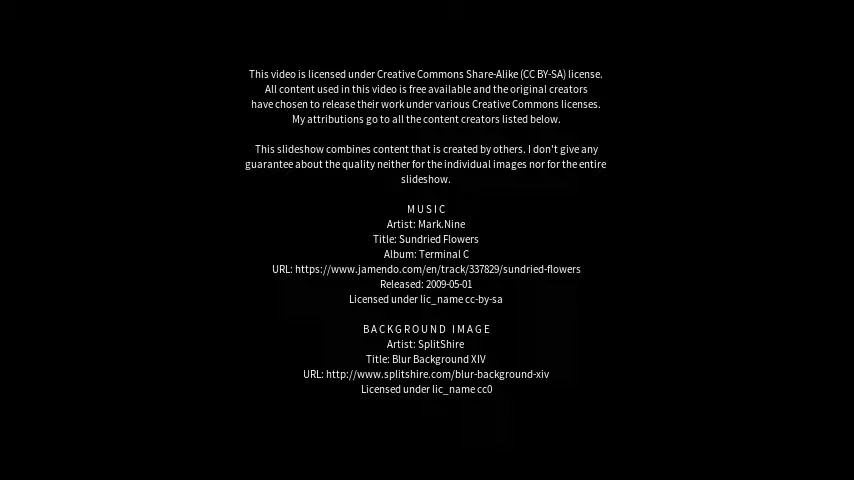 This video is licensed under Creative Commons Share-Alike (CC BY-SA) license.
All content used in this video is free available and the original creators
have chosen to release their work under various Creative Commons licenses.
My attributions go to all the content creators listed below.
This slideshow combines content that is created by others. I don't give any
guarantee about the quality neither for the individual images nor for the entire
slideshow.
MUSIC
Artist: Mark.Nine
Title: Sundried Flowers
Album: Terminal C
URL: https://www.jamendo.com/en/track/337829/sundried-flowers
Released: 2009-05-01
Licensed under lic_name cc-by-sa
BACKGROUND IMAGE
Artist: SplitShire
Title: Blur Background XIV
URL: http://www.splitshire.com/blur-background-xiv
Licensed under lic_name cc0